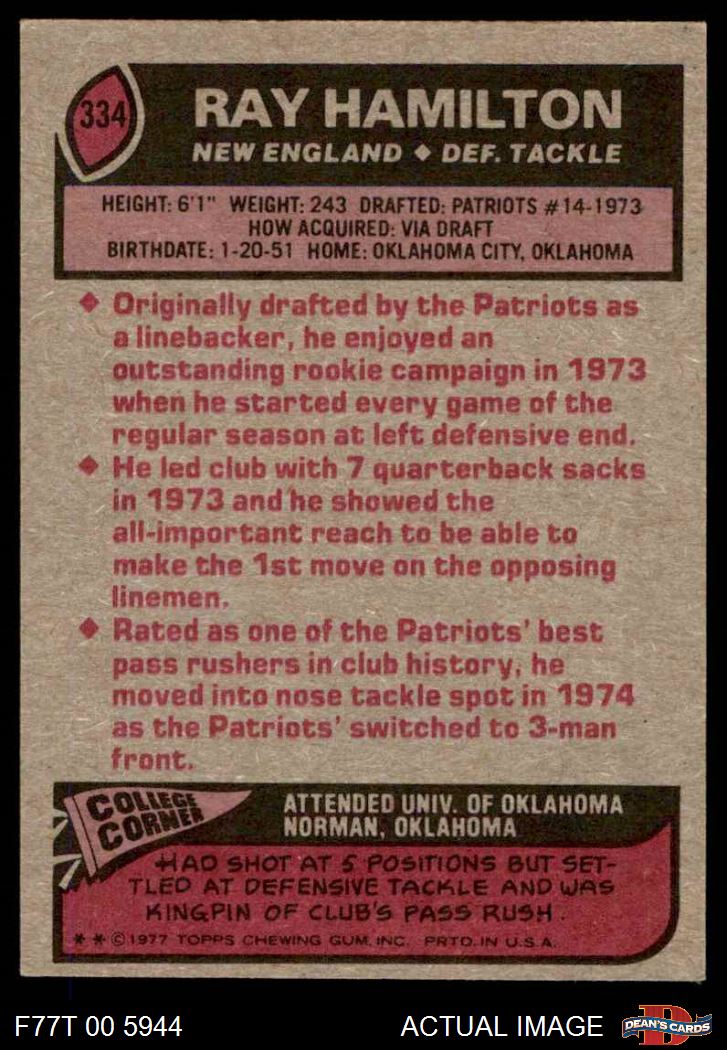 334
RAY HAMILTON
NEW ENGLAND ◆ DEF. TACKLE
HEIGHT: 6'1" WEIGHT: 243 DRAFTED: PATRIOTS #14-1973
HOW ACQUIRED: VIA DRAFT
BIRTHDATE: 1-20-51 HOME: OKLAHOMA CITY, OKLAHOMA
◆ Originally drafted by the Patriots as
a linebacker, he enjoyed an
outstanding rookie campaign in 1973
when he started every game of the
regular season at left defensive end.
◆ He led club with 7 quarterback sacks
in 1973 and he showed the
all-important reach to be able to
make the 1st move on the opposing
linemen.
◆ Rated as one of the Patriots' best
pass rushers in club history, he
moved into nose tackle spot in 1974
as the Patriots' switched to 3-man
front.
COLLEGE
CORNER
ATTENDED UNIV. OF OKLAHOMA
NORMAN, OKLAHOMA
HAD SHOT AT 5 POSITIONS BUT SET-
TLED AT DEFENSIVE TACKLE AND WAS
KINGPIN OF CLUB'S PASS RUSH.
* * © 1977 TOPPS CHEWING GUM, INC. PRTD. IN U.S.A.
F77T 00 5944
ACTUAL IMAGE
D
DEAN'S CARDS